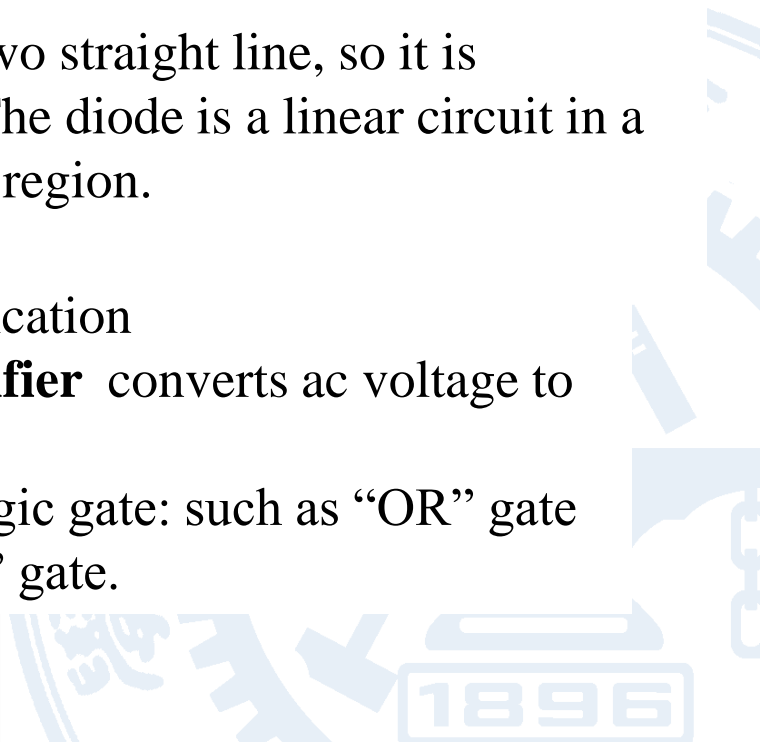 vo straight line, so it is
he diode is a linear circuit in a
region.
cation
fier converts ac voltage to
gic gate: such as “OR” gate
” gate.
1896